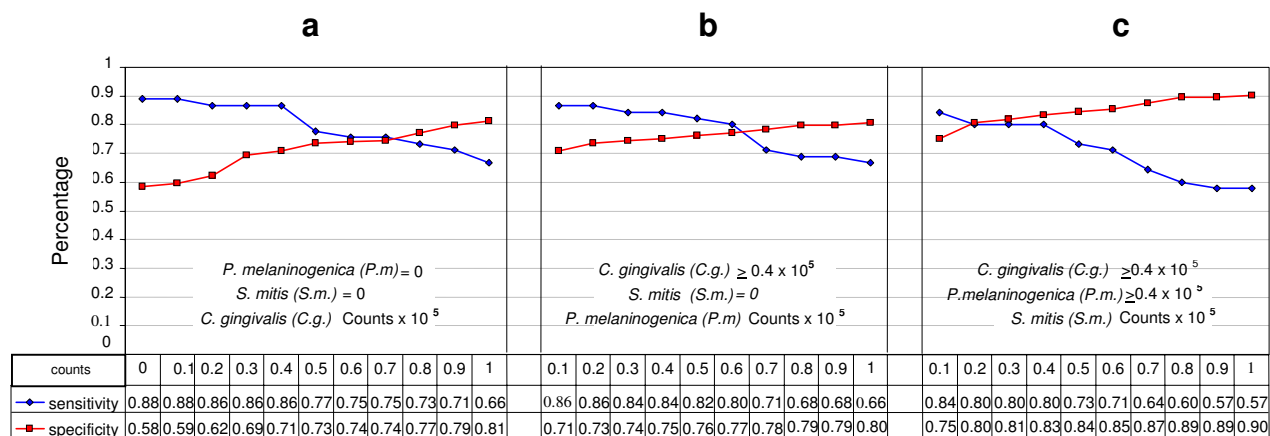 a b c
Percentage
1
0.9
0.8
0.7
0.6
0.5
0.4
0.3
0.2
0.1
0
P. melaninogenica (P.m) = 0
S. mitis (S.m.) = 0
C. gingivalis (C.g.) Counts x 10 5
C. gingivalis (C.g.) ≥ 0.4 x 10 5
S. mitis (S.m.) = 0
P. melaninogenica (P.m) Counts x 10 5
C. gingivalis (C.g.) ≥0.4 x 10 5
P.melaninogenica (P.m.) ≥0.4 x 10 5
S. mitis (S.m.) Counts x 10 5
counts 0 0.1 0.2 0.3 0.4 0.5 0.6 0.7 0.8 0.9 1 0.1 0.2 0.3 0.4 0.5 0.6 0.7 0.8 0.9 1 0.1 0.2 0.3 0.4 0.5 0.6 0.7 0.8 0.9 1
sensitivity 0.88 0.88 0.86 0.86 0.86 0.77 0.75 0.75 0.73 0.71 0.66 0.86 0.86 0.84 0.84 0.82 0.80 0.71 0.68 0.68 0.66 0.84 0.80 0.80 0.80 0.73 0.71 0.64 0.60 0.57 0.57
specificity 0.58 0.59 0.62 0.69 0.71 0.73 0.74 0.74 0.77 0.79 0.81 0.71 0.73 0.74 0.75 0.76 0.77 0.78 0.79 0.79 0.80 0.75 0.80 0.81 0.83 0.84 0.85 0.87 0.89 0.89 0.90